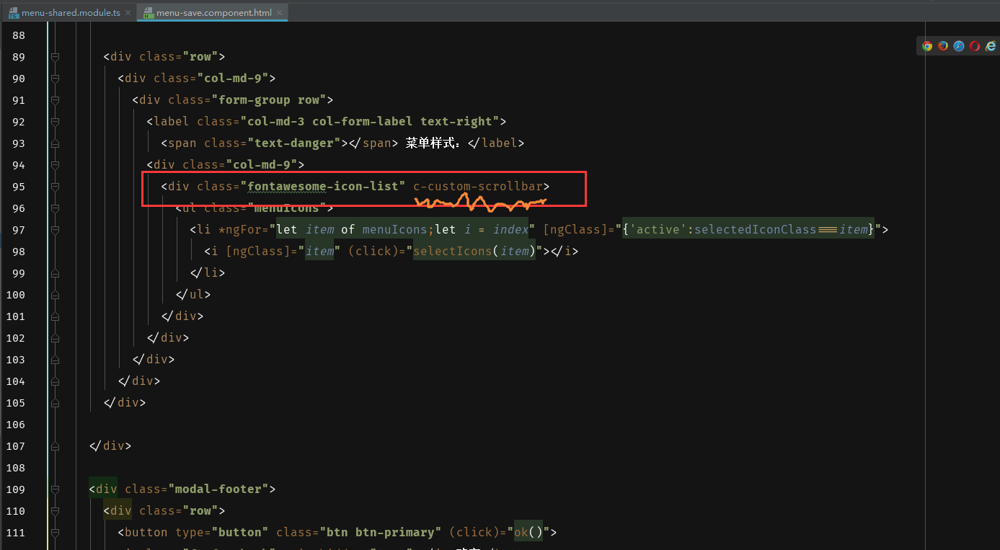 menu-shared.module.ts × menu-save.component.html ×
88
89 <div class="row">
90 <div class="col-md-9">
91 <div class="form-group row">
92 <label class="col-md-3 col-form-label text-right">
93 <span class="text-danger"></span> 菜单样式：</label>
94 <div class="col-md-9">
95 <div class="fontawesome-icon-list" c-custom-scrollbar>
96 <ul class="menuIcons">
97 <li *ngFor="let item of menuIcons;let i = index" [ngClass]="{'active':selectedIconClass===item}">
98 <i [ngClass]="item" (click)="selectIcons(item)"></i>
99 </li>
100 </ul>
101 </div>
102 </div>
103 </div>
104 </div>
105 </div>
106
107 </div>
108
109 <div class="modal-footer">
110 <div class="row">
111 <button type="button" class="btn btn-primary" (click)="ok()">